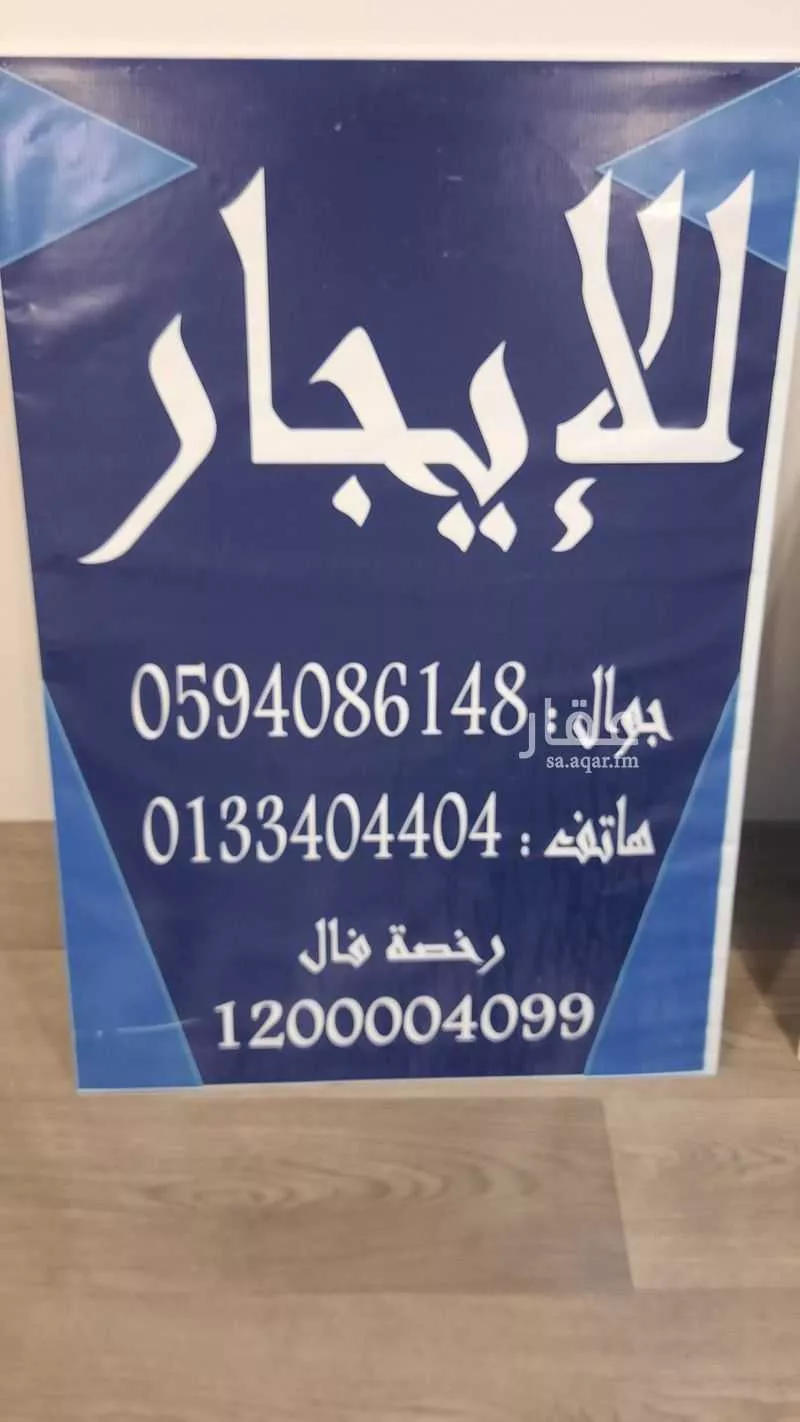 للإيجار
جوال : 0594086148
عقار
sa.aqar.fm
هاتف : 0133404404
رخصة فال
1200004099